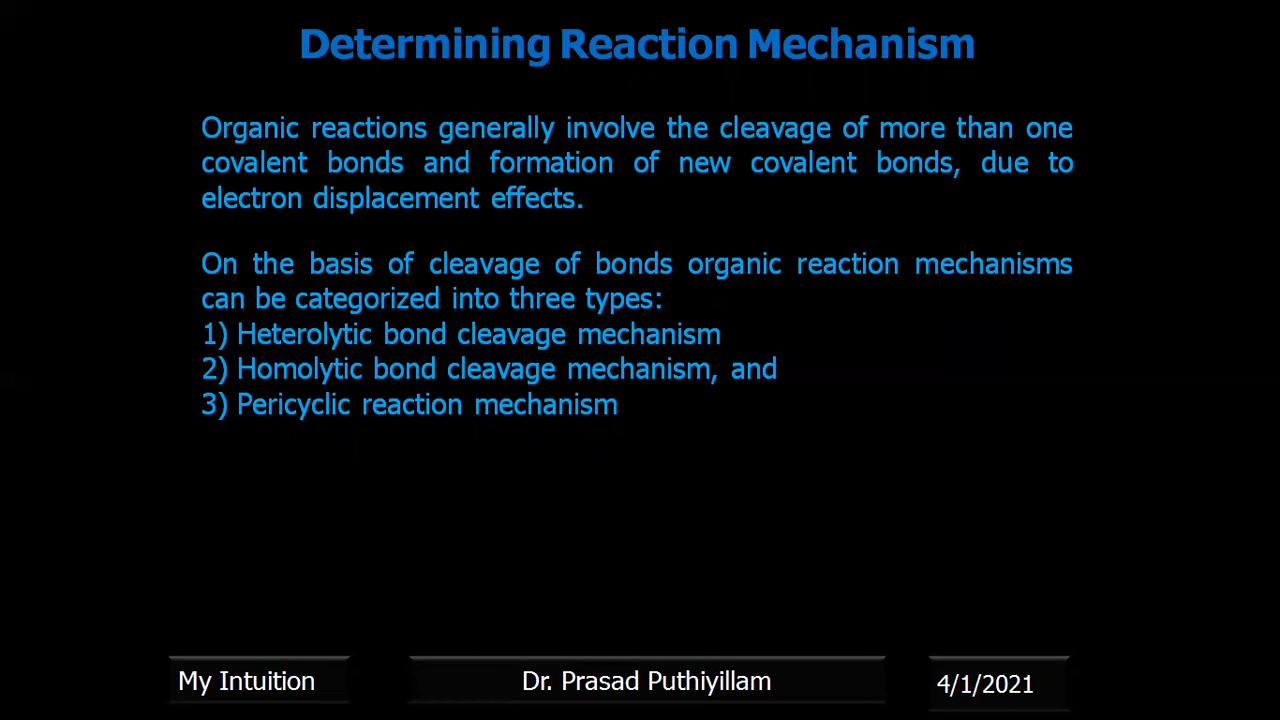 Determining Reaction Mechanism
Organic reactions generally involve the cleavage of more than one
covalent bonds and formation of new covalent bonds, due to
electron displacement effects.
On the basis of cleavage of bonds organic reaction mechanisms
can be categorized into three types:
1) Heterolytic bond cleavage mechanism
2) Homolytic bond cleavage mechanism, and
3) Pericyclic reaction mechanism
My Intuition
Dr. Prasad Puthiyillam
4/1/2021